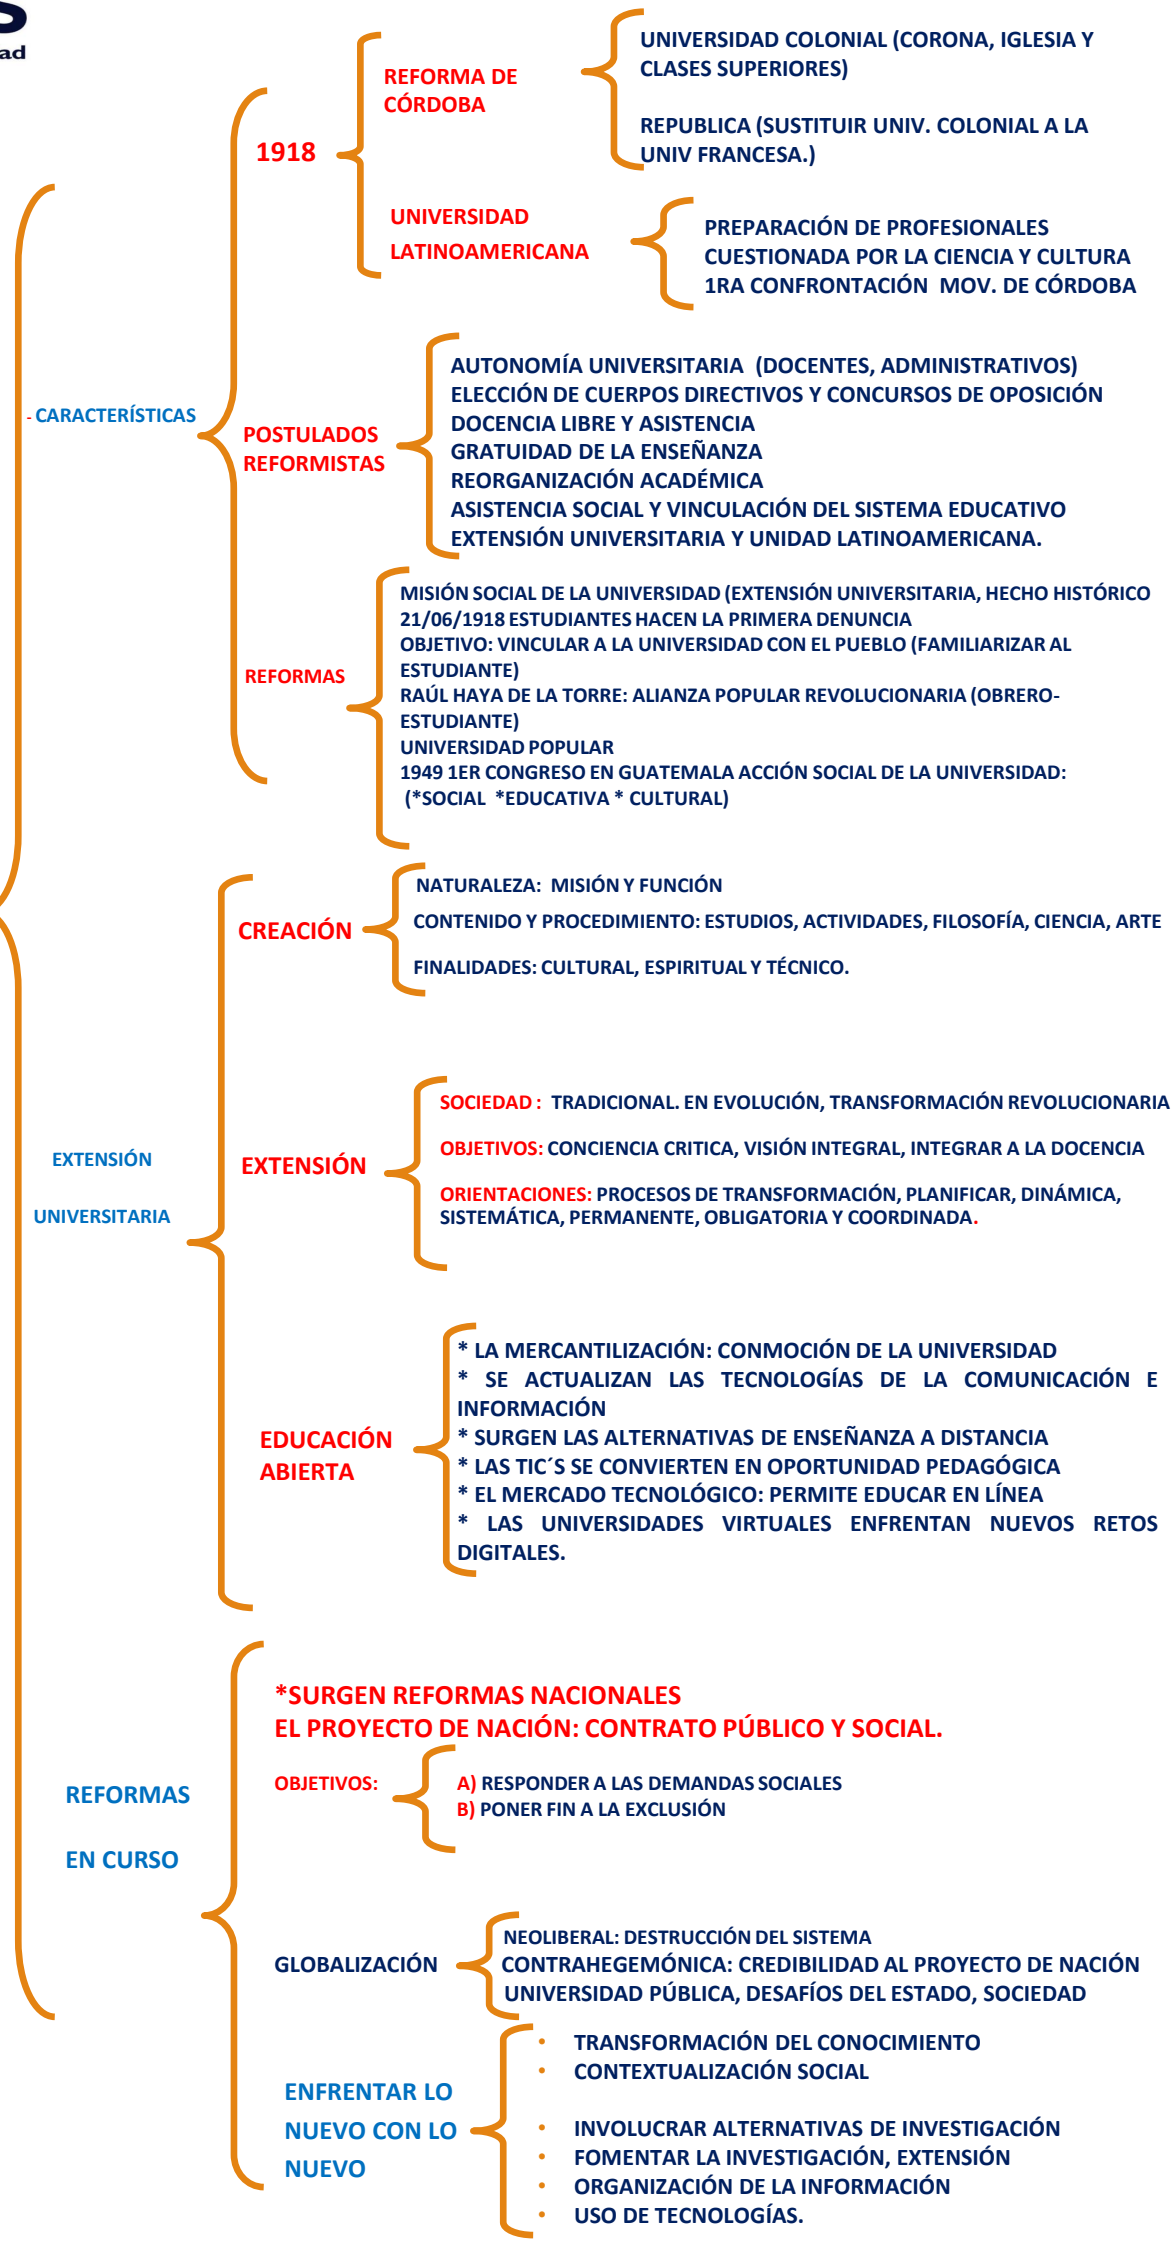 ad
UNIVERSIDAD COLONIAL (CORONA, IGLESIA Y
CLASES SUPERIORES)
REFORMA DE
CÓRDOBA
REPUBLICA (SUSTITUIR UNIV. COLONIAL A LA
UNIV FRANCESA.)
1918
UNIVERSIDAD
LATINOAMERICANA
PREPARACIÓN DE PROFESIONALES
CUESTIONADA POR LA CIENCIA Y CULTURA
1RA CONFRONTACIÓN MOV. DE CÓRDOBA
- CARACTERÍSTICAS
POSTULADOS
REFORMISTAS
AUTONOMÍA UNIVERSITARIA (DOCENTES, ADMINISTRATIVOS)
ELECCIÓN DE CUERPOS DIRECTIVOS Y CONCURSOS DE OPOSICIÓN
DOCENCIA LIBRE Y ASISTENCIA
GRATUIDAD DE LA ENSEÑANZA
REORGANIZACIÓN ACADÉMICA
ASISTENCIA SOCIAL Y VINCULACIÓN DEL SISTEMA EDUCATIVO
EXTENSIÓN UNIVERSITARIA Y UNIDAD LATINOAMERICANA.
REFORMAS
MISIÓN SOCIAL DE LA UNIVERSIDAD (EXTENSIÓN UNIVERSITARIA, HECHO HISTÓRICO
21/06/1918 ESTUDIANTES HACEN LA PRIMERA DENUNCIA
OBJETIVO: VINCULAR A LA UNIVERSIDAD CON EL PUEBLO (FAMILIARIZAR AL
ESTUDIANTE)
RAÚL HAYA DE LA TORRE: ALIANZA POPULAR REVOLUCIONARIA (OBRERO-
ESTUDIANTE)
UNIVERSIDAD POPULAR
1949 1ER CONGRESO EN GUATEMALA ACCIÓN SOCIAL DE LA UNIVERSIDAD:
(*SOCIAL *EDUCATIVA * CULTURAL)
EXTENSIÓN
UNIVERSITARIA
CREACIÓN
NATURALEZA: MISIÓN Y FUNCIÓN
CONTENIDO Y PROCEDIMIENTO: ESTUDIOS, ACTIVIDADES, FILOSOFÍA, CIENCIA, ARTE
FINALIDADES: CULTURAL, ESPIRITUAL Y TÉCNICO.
EXTENSIÓN
SOCIEDAD : TRADICIONAL. EN EVOLUCIÓN, TRANSFORMACIÓN REVOLUCIONARIA
OBJETIVOS: CONCIENCIA CRITICA, VISIÓN INTEGRAL, INTEGRAR A LA DOCENCIA
ORIENTACIONES: PROCESOS DE TRANSFORMACIÓN, PLANIFICAR, DINÁMICA,
SISTEMÁTICA, PERMANENTE, OBLIGATORIA Y COORDINADA.
EDUCACIÓN
ABIERTA
* LA MERCANTILIZACIÓN: CONMOCIÓN DE LA UNIVERSIDAD
* SE ACTUALIZAN LAS TECNOLOGÍAS DE LA COMUNICACIÓN E
INFORMACIÓN
* SURGEN LAS ALTERNATIVAS DE ENSEÑANZA A DISTANCIA
* LAS TIC´S SE CONVIERTEN EN OPORTUNIDAD PEDAGÓGICA
* EL MERCADO TECNOLÓGICO: PERMITE EDUCAR EN LÍNEA
* LAS UNIVERSIDADES VIRTUALES ENFRENTAN NUEVOS RETOS
DIGITALES.
REFORMAS
EN CURSO
*SURGEN REFORMAS NACIONALES
EL PROYECTO DE NACIÓN: CONTRATO PÚBLICO Y SOCIAL.
OBJETIVOS:
A) RESPONDER A LAS DEMANDAS SOCIALES
B) PONER FIN A LA EXCLUSIÓN
GLOBALIZACIÓN
NEOLIBERAL: DESTRUCCIÓN DEL SISTEMA
CONTRAHEGEMÓNICA: CREDIBILIDAD AL PROYECTO DE NACIÓN
UNIVERSIDAD PÚBLICA, DESAFÍOS DEL ESTADO, SOCIEDAD
ENFRENTAR LO
NUEVO CON LO
NUEVO
• TRANSFORMACIÓN DEL CONOCIMIENTO
• CONTEXTUALIZACIÓN SOCIAL
• INVOLUCRAR ALTERNATIVAS DE INVESTIGACIÓN
• FOMENTAR LA INVESTIGACIÓN, EXTENSIÓN
• ORGANIZACIÓN DE LA INFORMACIÓN
• USO DE TECNOLOGÍAS.